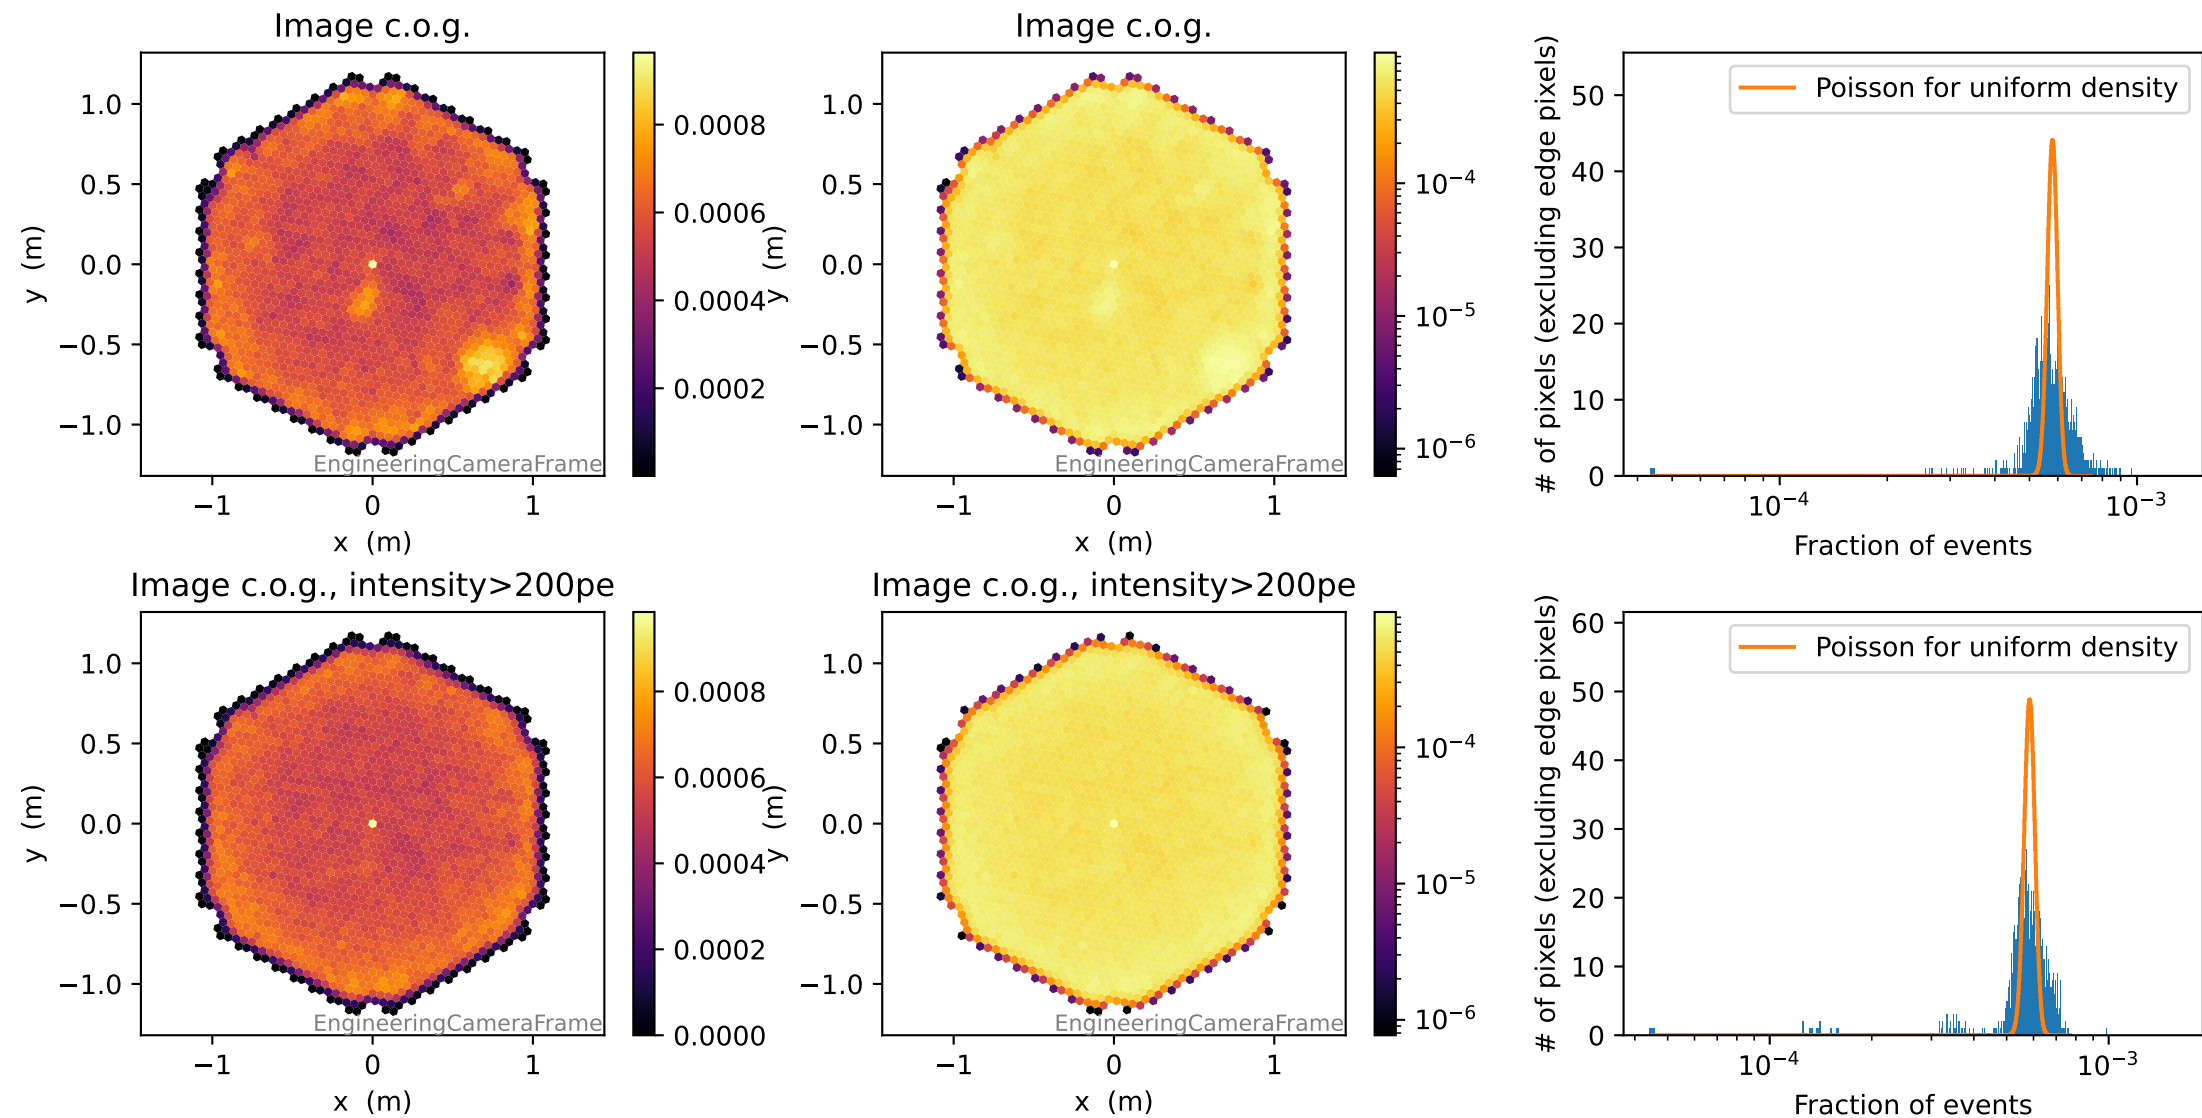 Image c.o.g.
1.0
0.5
0.0
−0.5
−1.0
y (m)
−1
0
1
x (m)
EngineeringCameraFrame
0.0008
0.0006
0.0004
0.0002
Image c.o.g.
1.0
0.5
0.0
−0.5
−1.0
y (m)
−1
0
1
x (m)
EngineeringCameraFrame
10⁻⁴
10⁻⁵
10⁻⁶
# of pixels (excluding edge pixels)
50
40
30
20
10
0
Poisson for uniform density
10⁻⁴
10⁻³
Fraction of events
Image c.o.g., intensity>200pe
1.0
0.5
0.0
−0.5
−1.0
y (m)
−1
0
1
x (m)
EngineeringCameraFrame
0.0008
0.0006
0.0004
0.0002
0.0000
Image c.o.g., intensity>200pe
1.0
0.5
0.0
−0.5
−1.0
y (m)
−1
0
1
x (m)
EngineeringCameraFrame
10⁻⁴
10⁻⁵
10⁻⁶
# of pixels (excluding edge pixels)
60
50
40
30
20
10
0
Poisson for uniform density
10⁻⁴
10⁻³
Fraction of events